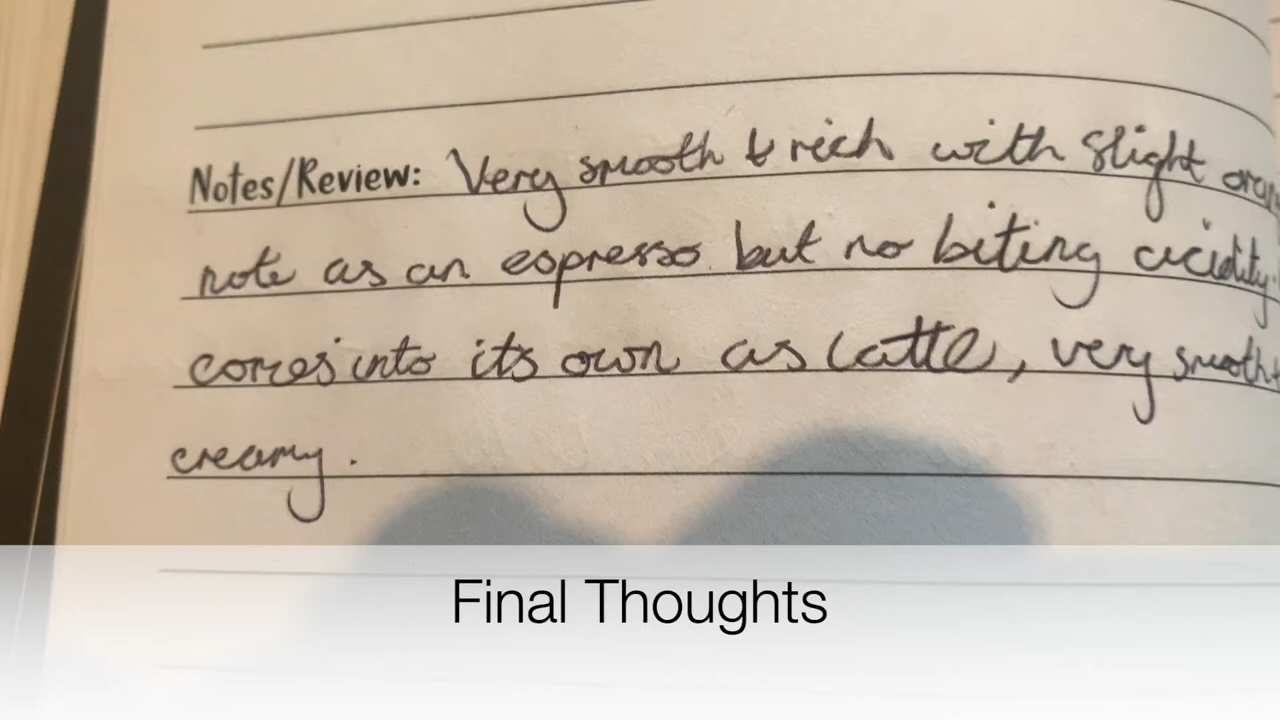 Notes/Review: Very smooth & rich with slight
note as an espresso but no biting acidity.
comes into its own as latte, very smooth
creamy.
Final Thoughts